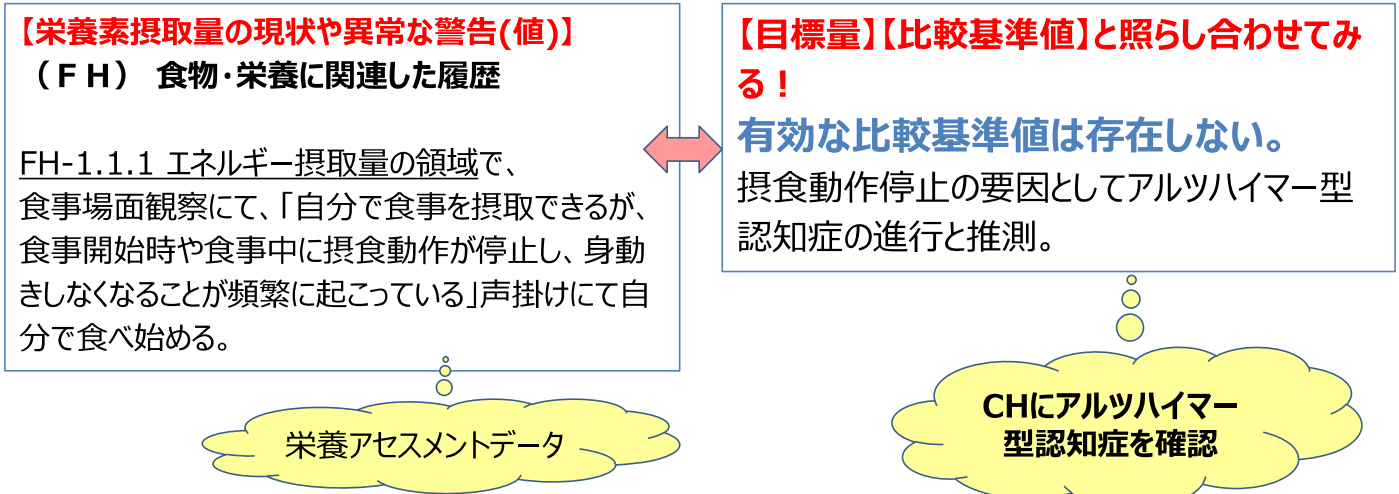 【栄養素摂取量の現状や異常な警告(値)】
（ＦＨ） 食物・栄養に関連した履歴
FH-1.1.1 エネルギー摂取量の領域で、
食事場面観察にて、｢自分で食事を摂取できるが、
食事開始時や食事中に摂食動作が停止し、身動
きしなくなることが頻繁に起こっている｣声掛けにて自
分で食べ始める。
栄養アセスメントデータ
【目標量】【比較基準値】と照らし合わせてみ
る！
有効な比較基準値は存在しない。
摂食動作停止の要因としてアルツハイマー型
認知症の進行と推測。
CHにアルツハイマー
型認知症を確認